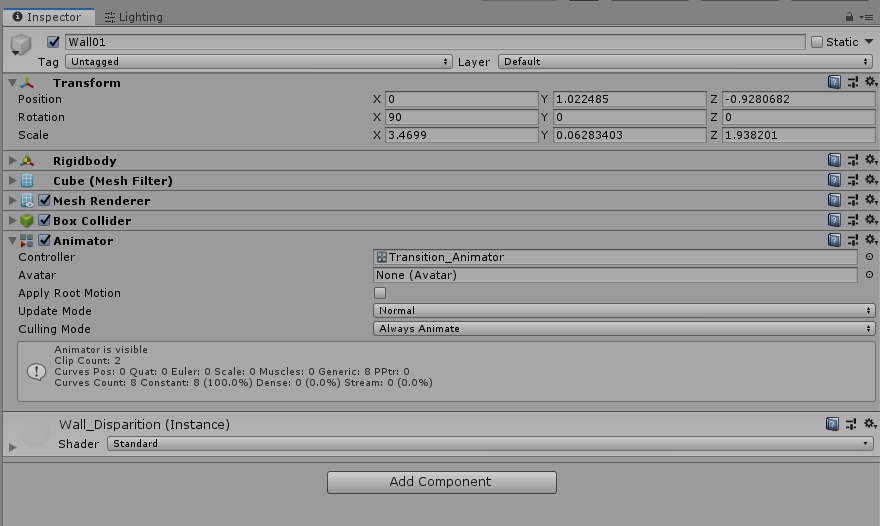 Inspector Lighting
Wall01 Static
Tag Untagged Layer Default
Transform
Position X 0 Y 1.022485 Z -0.9280682
Rotation X 90 Y 0 Z 0
Scale X 3.4699 Y 0.06283403 Z 1.938201
Rigidbody
Cube (Mesh Filter)
Mesh Renderer
Box Collider
Animator
Controller Transition_Animator
Avatar None (Avatar)
Apply Root Motion
Update Mode Normal
Culling Mode Always Animate
Animator is visible
Clip Count: 2
Curves Pos: 0 Quat: 0 Euler: 0 Scale: 0 Muscles: 0 Generic: 8 PPtr: 0
Curves Count: 8 Constant: 8 (100.0%) Dense: 0 (0.0%) Stream: 0 (0.0%)
Wall_Disparition (Instance)
Shader Standard
Add Component